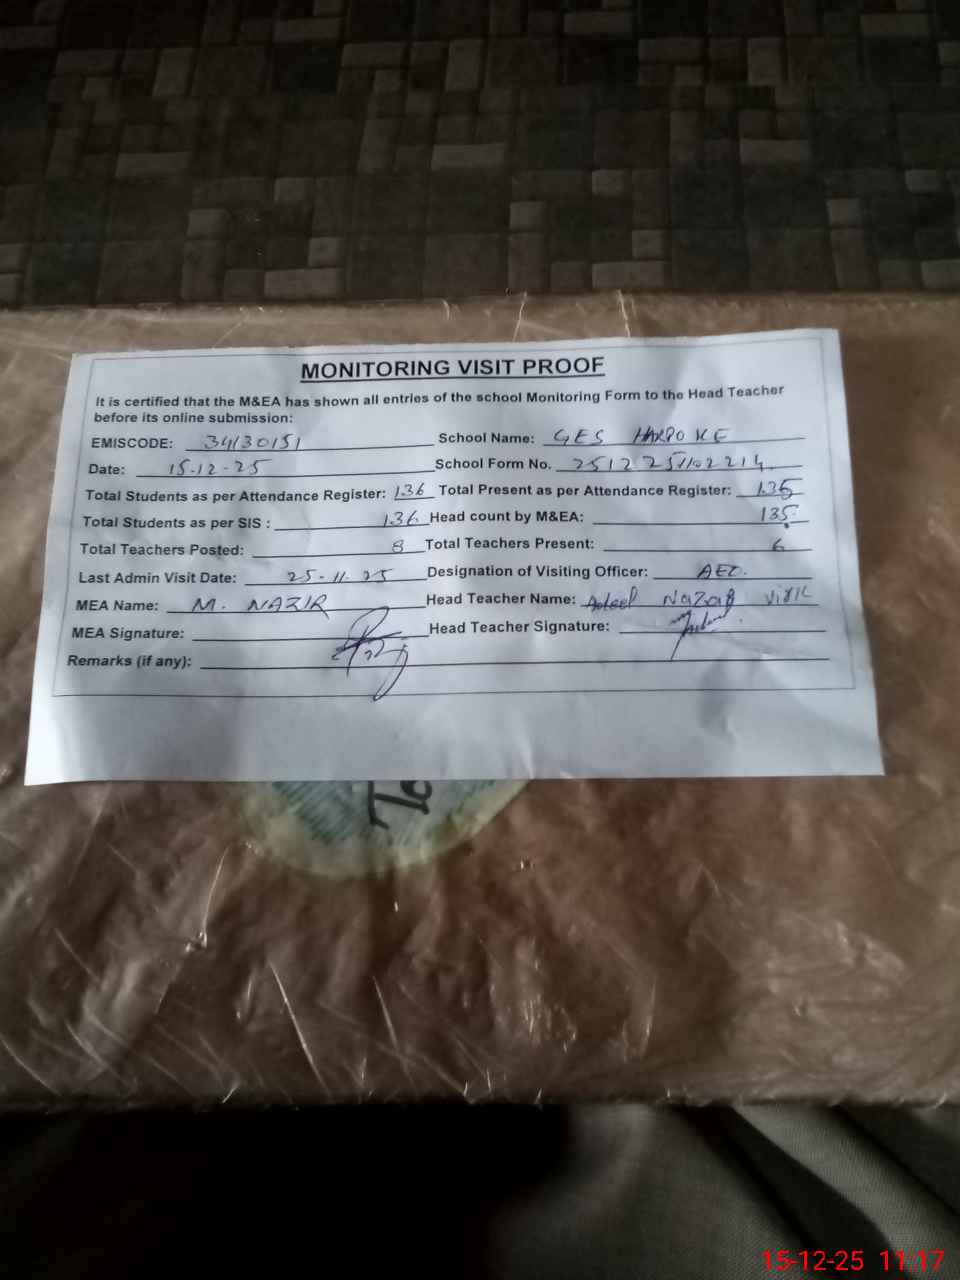 MONITORING VISIT PROOF
It is certified that the M&EA has shown all entries of the school Monitoring Form to the Head Teacher
before its online submission:
EMISCODE: 34130151 School Name: GES HARPOKE
Date: 15-12-25 School Form No. 2512251102214
Total Students as per Attendance Register: 136 Total Present as per Attendance Register: 135
Total Students as per SIS : 136 Head count by M&EA: 135
Total Teachers Posted: 8 Total Teachers Present: 6
Last Admin Visit Date: 25-11-25 Designation of Visiting Officer: AEO.
MEA Name: M. NAZIR Head Teacher Name: Adeel
MEA Signature: Head Teacher Signature:
Remarks (if any):
To
15-12-25 11:17